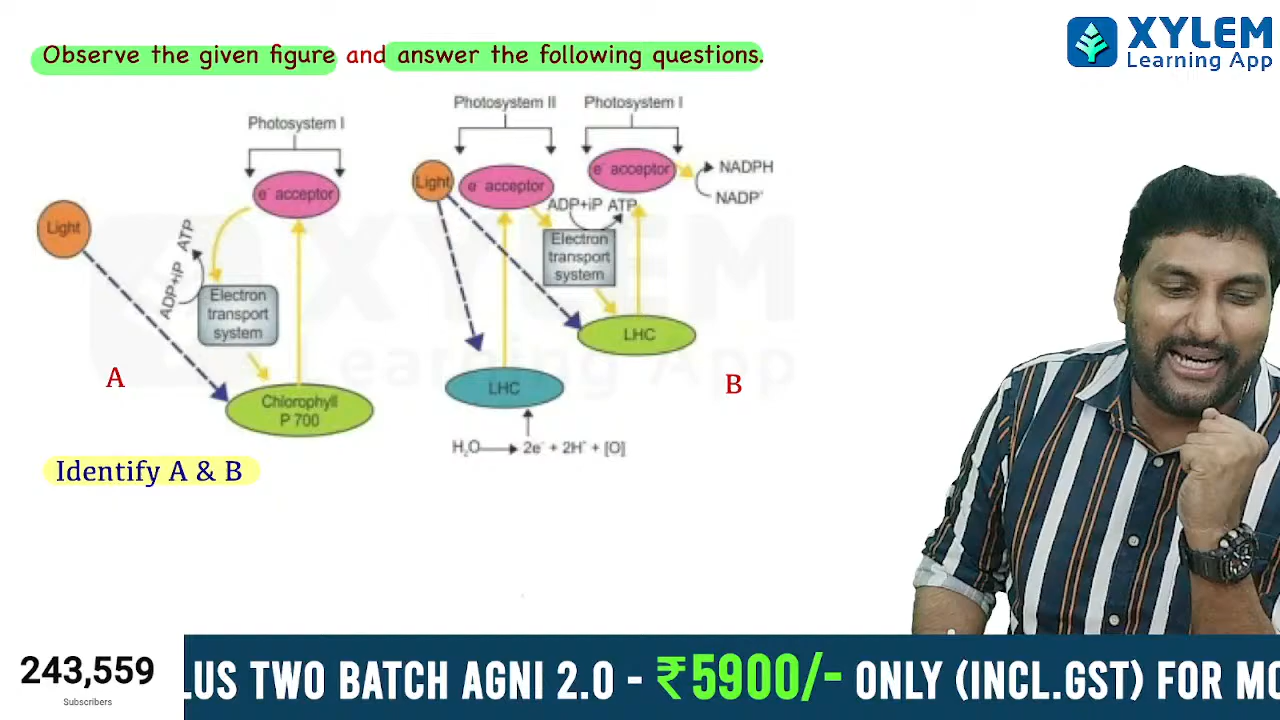 Observe the given figure and answer the following questions.
XYLEM
Learning App
Photosystem I
e⁻ acceptor
Light
ADP+iP ATP
Electron
transport
system
Chlorophyll
P 700
A
Photosystem II
Photosystem I
Light
e⁻ acceptor
e⁻ acceptor
NADPH
NADP⁺
ADP+iP ATP
Electron
transport
system
LHC
LHC
H₂O → 2e⁻ + 2H⁺ + [O]
B
XYLEM
Learning App
Identify A & B
243,559
Subscribers
LUS TWO BATCH AGNI 2.0 - ₹5900/- ONLY (INCL.GST) FOR MO